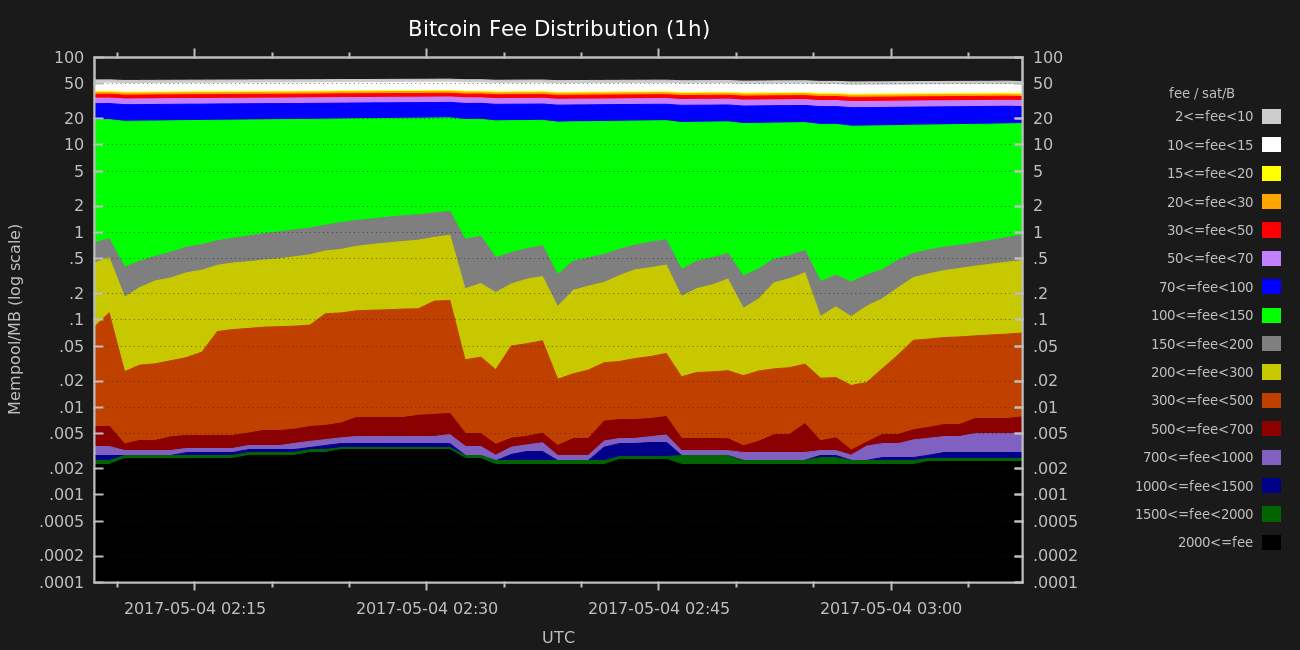 Bitcoin Fee Distribution (1h)
Mempool/MB (log scale)
100
50
20
10
5
2
1
.5
.2
.1
.05
.02
.01
.005
.002
.001
.0005
.0002
.0001
100
50
20
10
5
2
1
.5
.2
.1
.05
.02
.01
.005
.002
.001
.0005
.0002
.0001
fee / sat/B
2<=fee<10
10<=fee<15
15<=fee<20
20<=fee<30
30<=fee<50
50<=fee<70
70<=fee<100
100<=fee<150
150<=fee<200
200<=fee<300
300<=fee<500
500<=fee<700
700<=fee<1000
1000<=fee<1500
1500<=fee<2000
2000<=fee
2017-05-04 02:15 2017-05-04 02:30 2017-05-04 02:45 2017-05-04 03:00
UTC